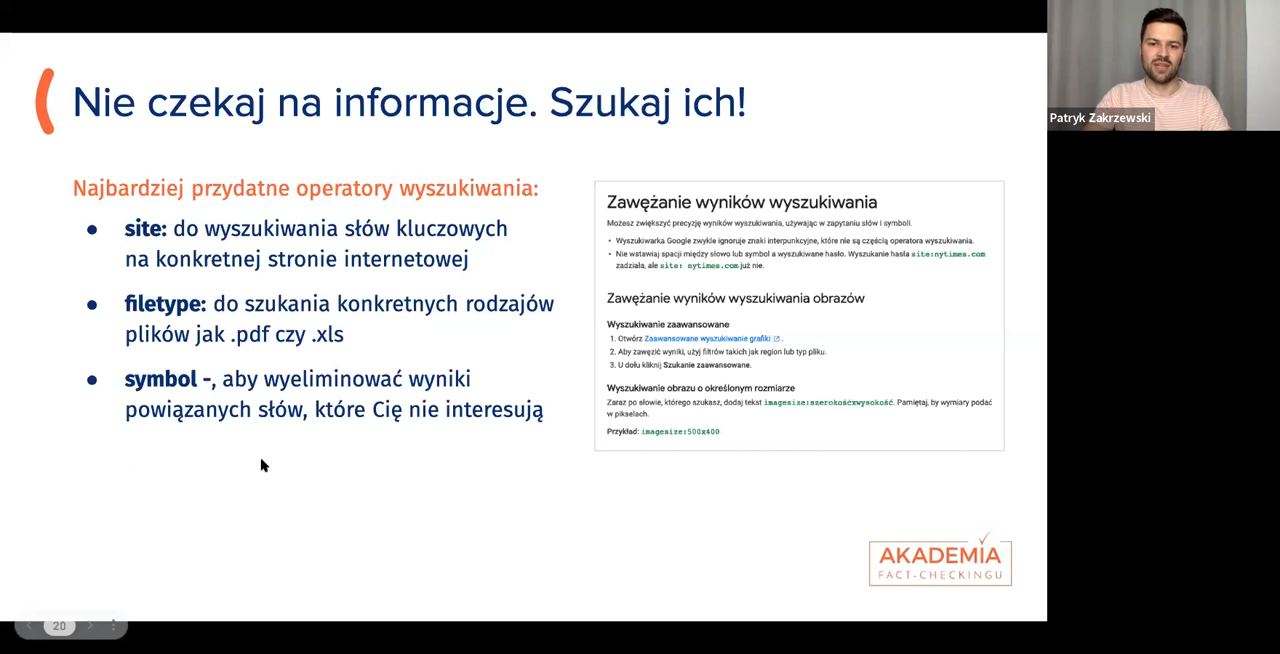 Nie czekaj na informacje. Szukaj ich!
Patryk Zakrzewski
Najbardziej przydatne operatory wyszukiwania:
● site: do wyszukiwania słów kluczowych
na konkretnej stronie internetowej
● filetype: do szukania konkretnych rodzajów
plików jak .pdf czy .xls
● symbol -, aby wyeliminować wyniki
powiązanych słów, które Cię nie interesują
Zawężanie wyników wyszukiwania
Możesz zwiększyć precyzję wyników wyszukiwania, używając w zapytaniu słów i symboli.
• Wyszukiwarka Google zwykle ignoruje znaki interpunkcyjne, które nie są częścią operatora wyszukiwania.
• Nie wstawiaj spacji między słowo lub symbol a wyszukiwane hasło. Wyszukanie hasła site:nytimes.com
zadziała, ale site: nytimes.com już nie.
Zawężanie wyników wyszukiwania obrazów
Wyszukiwanie zaawansowane
1. Otwórz Zaawansowane wyszukiwanie grafiki.
2. Aby zawęzić wyniki, użyj filtrów takich jak region lub typ pliku.
3. U dołu kliknij Szukanie zaawansowane.
Wyszukiwanie obrazu o określonym rozmiarze
Zaraz po słowie, którego szukasz, dodaj tekst imagesize:szerokośćxwysokość. Pamiętaj, by wymiary podać
w pikselach.
Przykład: imagesize:500x400
AKADEMIA
FACT-CHECKINGU
20